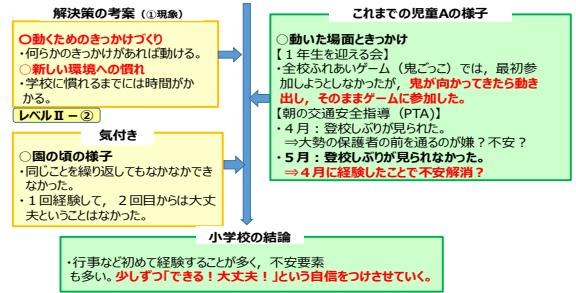 解決策の考案（①現象）
〇動くためのきっかけづくり
・何らかのきっかけがあれば動ける。
○新しい環境への慣れ
・学校に慣れるまでには時間がか
かる。
レベルⅡ－②
気付き
○園の頃の様子
・同じことを繰り返してもなかなかでき
なかった。
・１回経験して，２回目からは大丈
夫ということはなかった。
これまでの児童Aの様子
○動いた場面ときっかけ
【１年生を迎える会】
・全校ふれあいゲーム（鬼ごっこ）では，最初参
加しようとしなかったが，鬼が向かってきたら動き
出し，そのままゲームに参加した。
【朝の交通安全指導（PTA)】
・４月：登校しぶりが見られた。
⇒大勢の保護者の前を通るのが嫌？不安？
・５月：登校しぶりが見られなかった。
⇒４月に経験したことで不安解消？
小学校の結論
・行事など初めて経験することが多く，不安要素
も多い。少しずつ「できる！大丈夫！」という自信をつけさせていく。